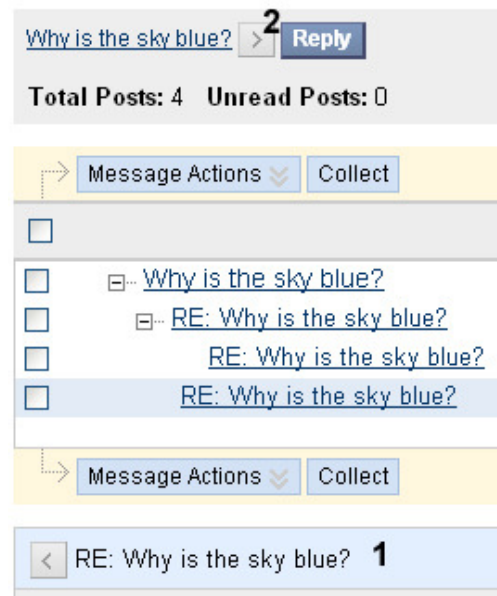 Why is the sky blue? > 2 Reply
Total Posts: 4 Unread Posts: 0
Message Actions Collect
Why is the sky blue?
RE: Why is the sky blue?
RE: Why is the sky blue?
RE: Why is the sky blue?
Message Actions Collect
< RE: Why is the sky blue? 1